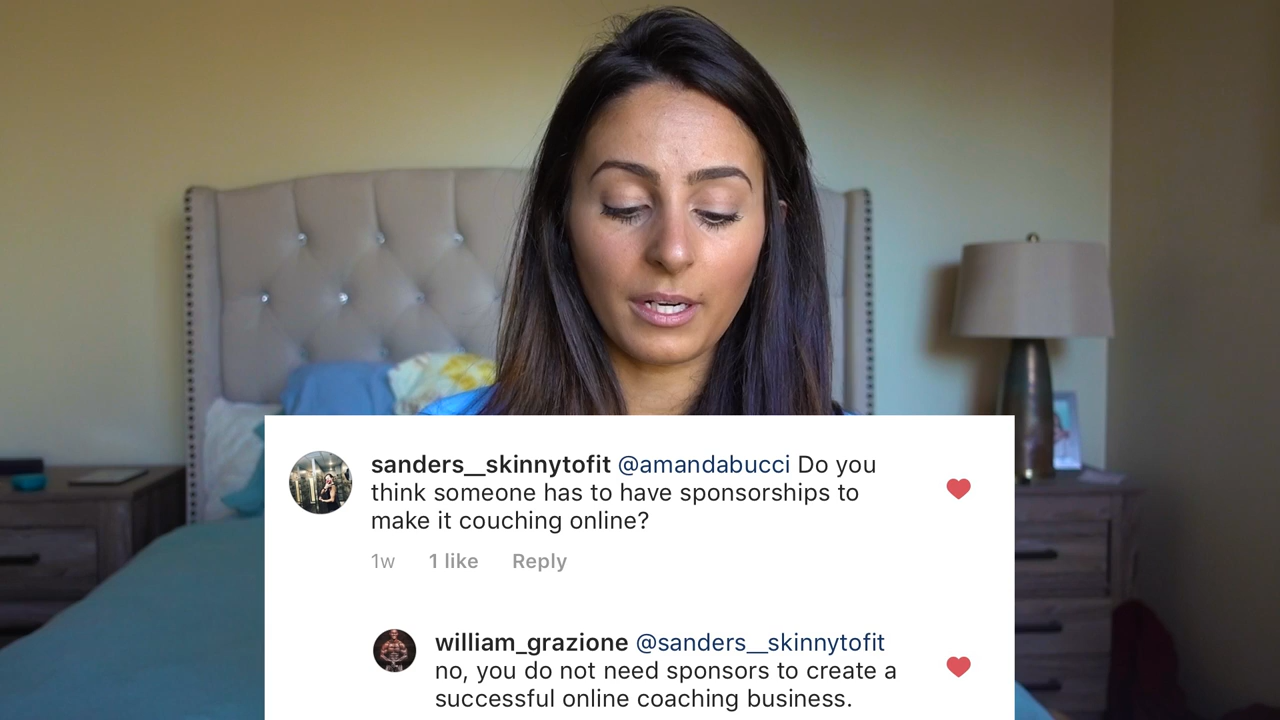 sanders__skinnytofit @amandabucci Do you
think someone has to have sponsorships to
make it couching online?
1w 1 like Reply
william_grazione @sanders__skinnytofit
no, you do not need sponsors to create a
successful online coaching business.